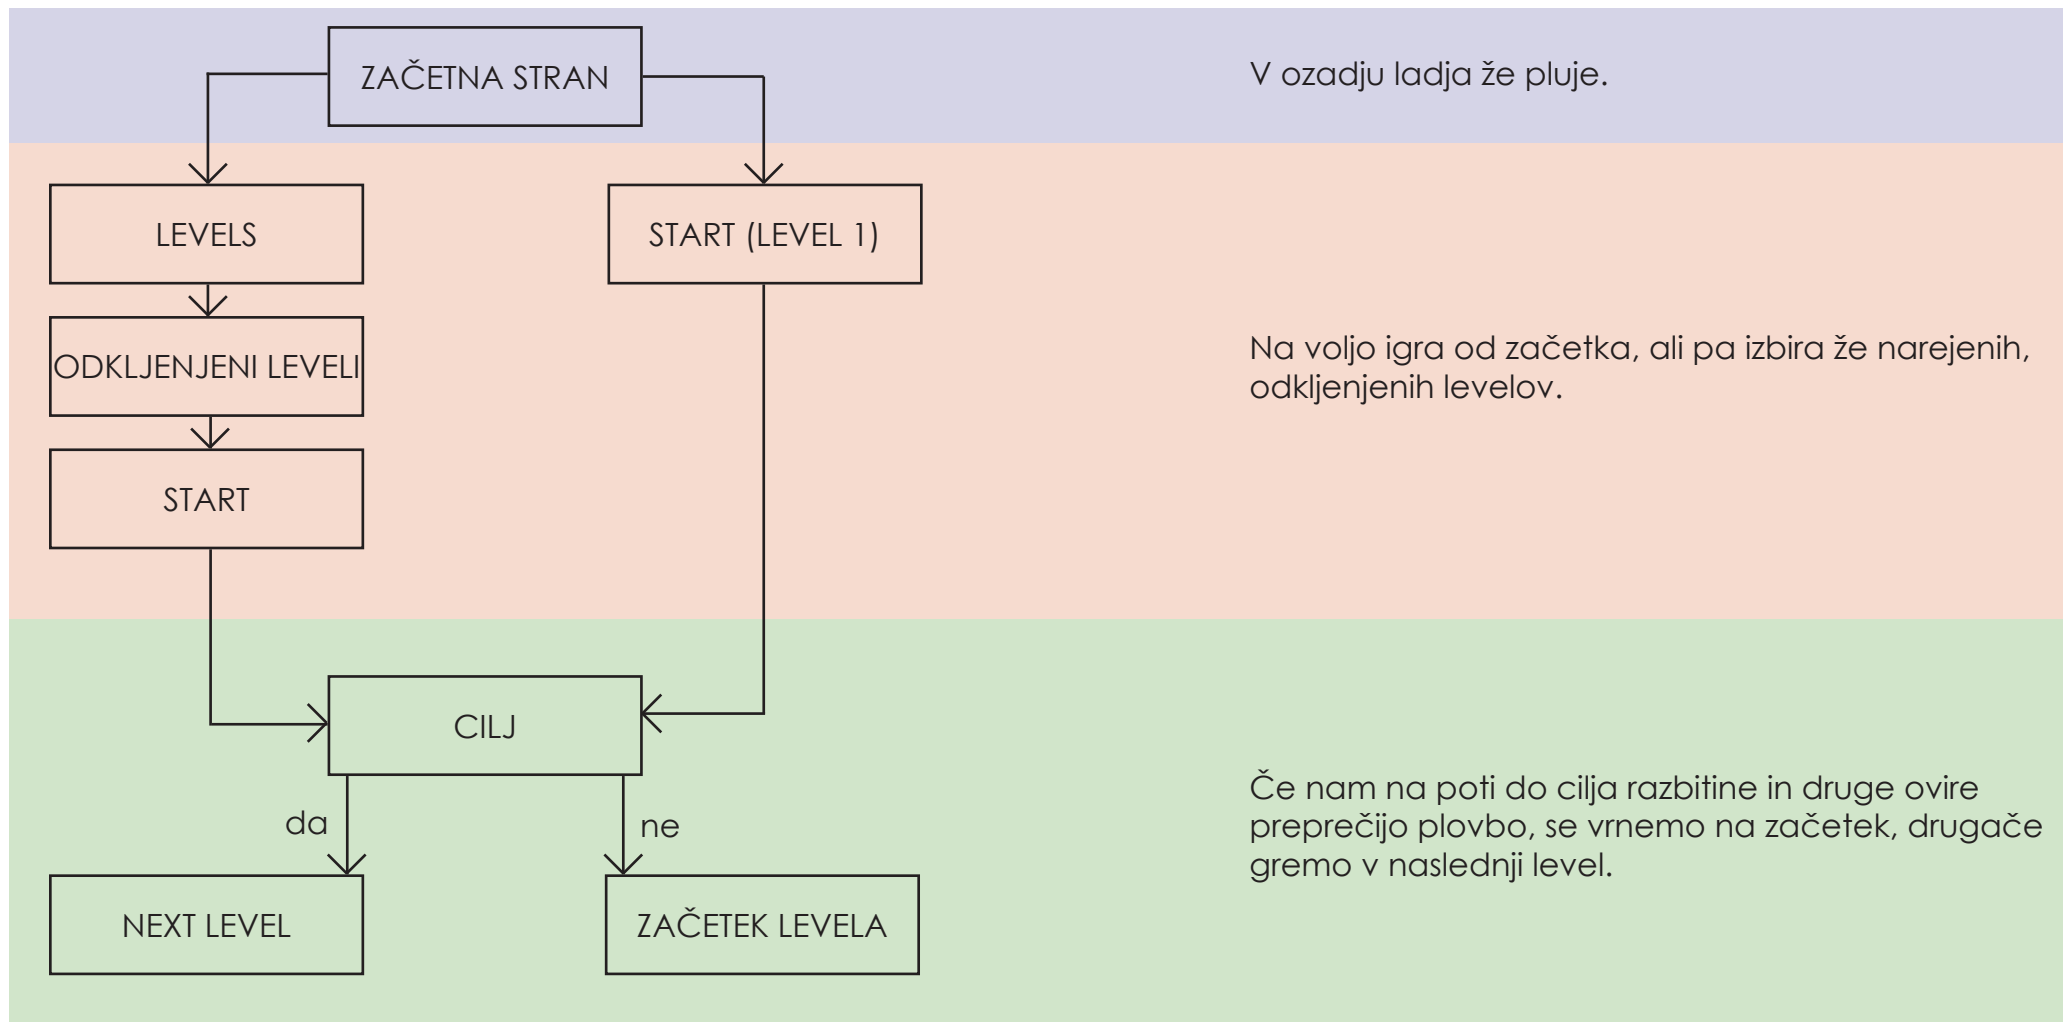 ZAČETNA STRAN
V ozadju ladja že pluje.
LEVELS
START (LEVEL 1)
ODKLJENJENI LEVELI
START
Na voljo igra od začetka, ali pa izbira že narejenih,
odkljenjenih levelov.
CILJ
da
ne
NEXT LEVEL
ZAČETEK LEVELA
Če nam na poti do cilja razbitine in druge ovire
preprečijo plovbo, se vrnemo na začetek, drugače
gremo v naslednji level.